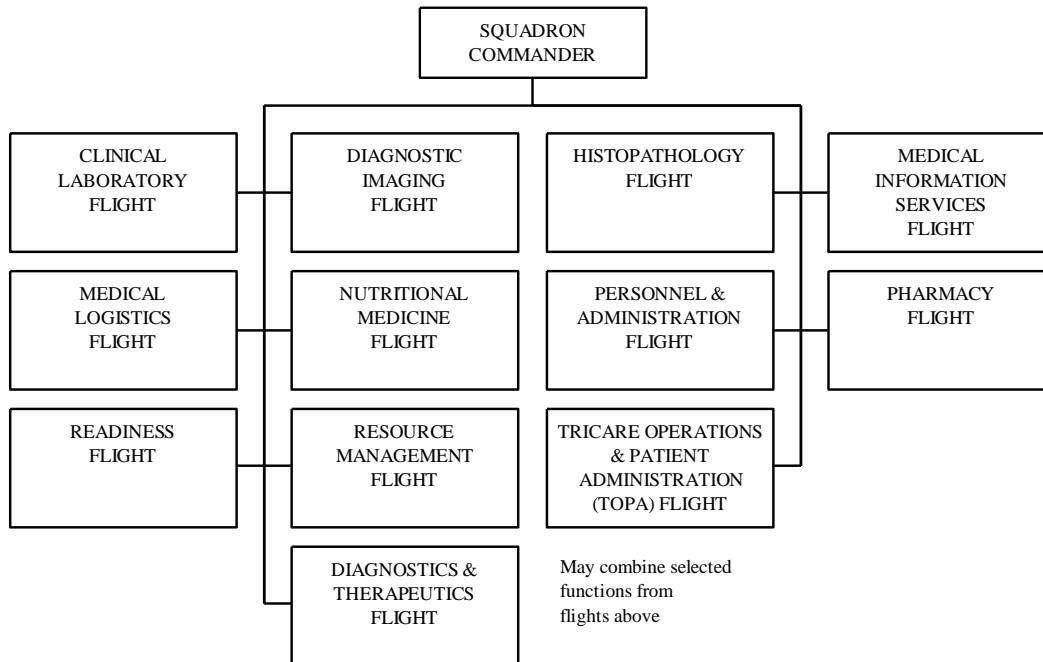 SQUADRON
COMMANDER
CLINICAL
LABORATORY
FLIGHT
DIAGNOSTIC
IMAGING
FLIGHT
HISTOPATHOLOGY
FLIGHT
MEDICAL
INFORMATION
SERVICES
FLIGHT
MEDICAL
LOGISTICS
FLIGHT
NUTRITIONAL
MEDICINE
FLIGHT
PERSONNEL &
ADMINISTRATION
FLIGHT
PHARMACY
FLIGHT
READINESS
FLIGHT
RESOURCE
MANAGEMENT
FLIGHT
TRICARE OPERATIONS
& PATIENT
ADMINISTRATION
(TOPA) FLIGHT
DIAGNOSTICS &
THERAPEUTICS
FLIGHT
May combine selected
functions from
flights above